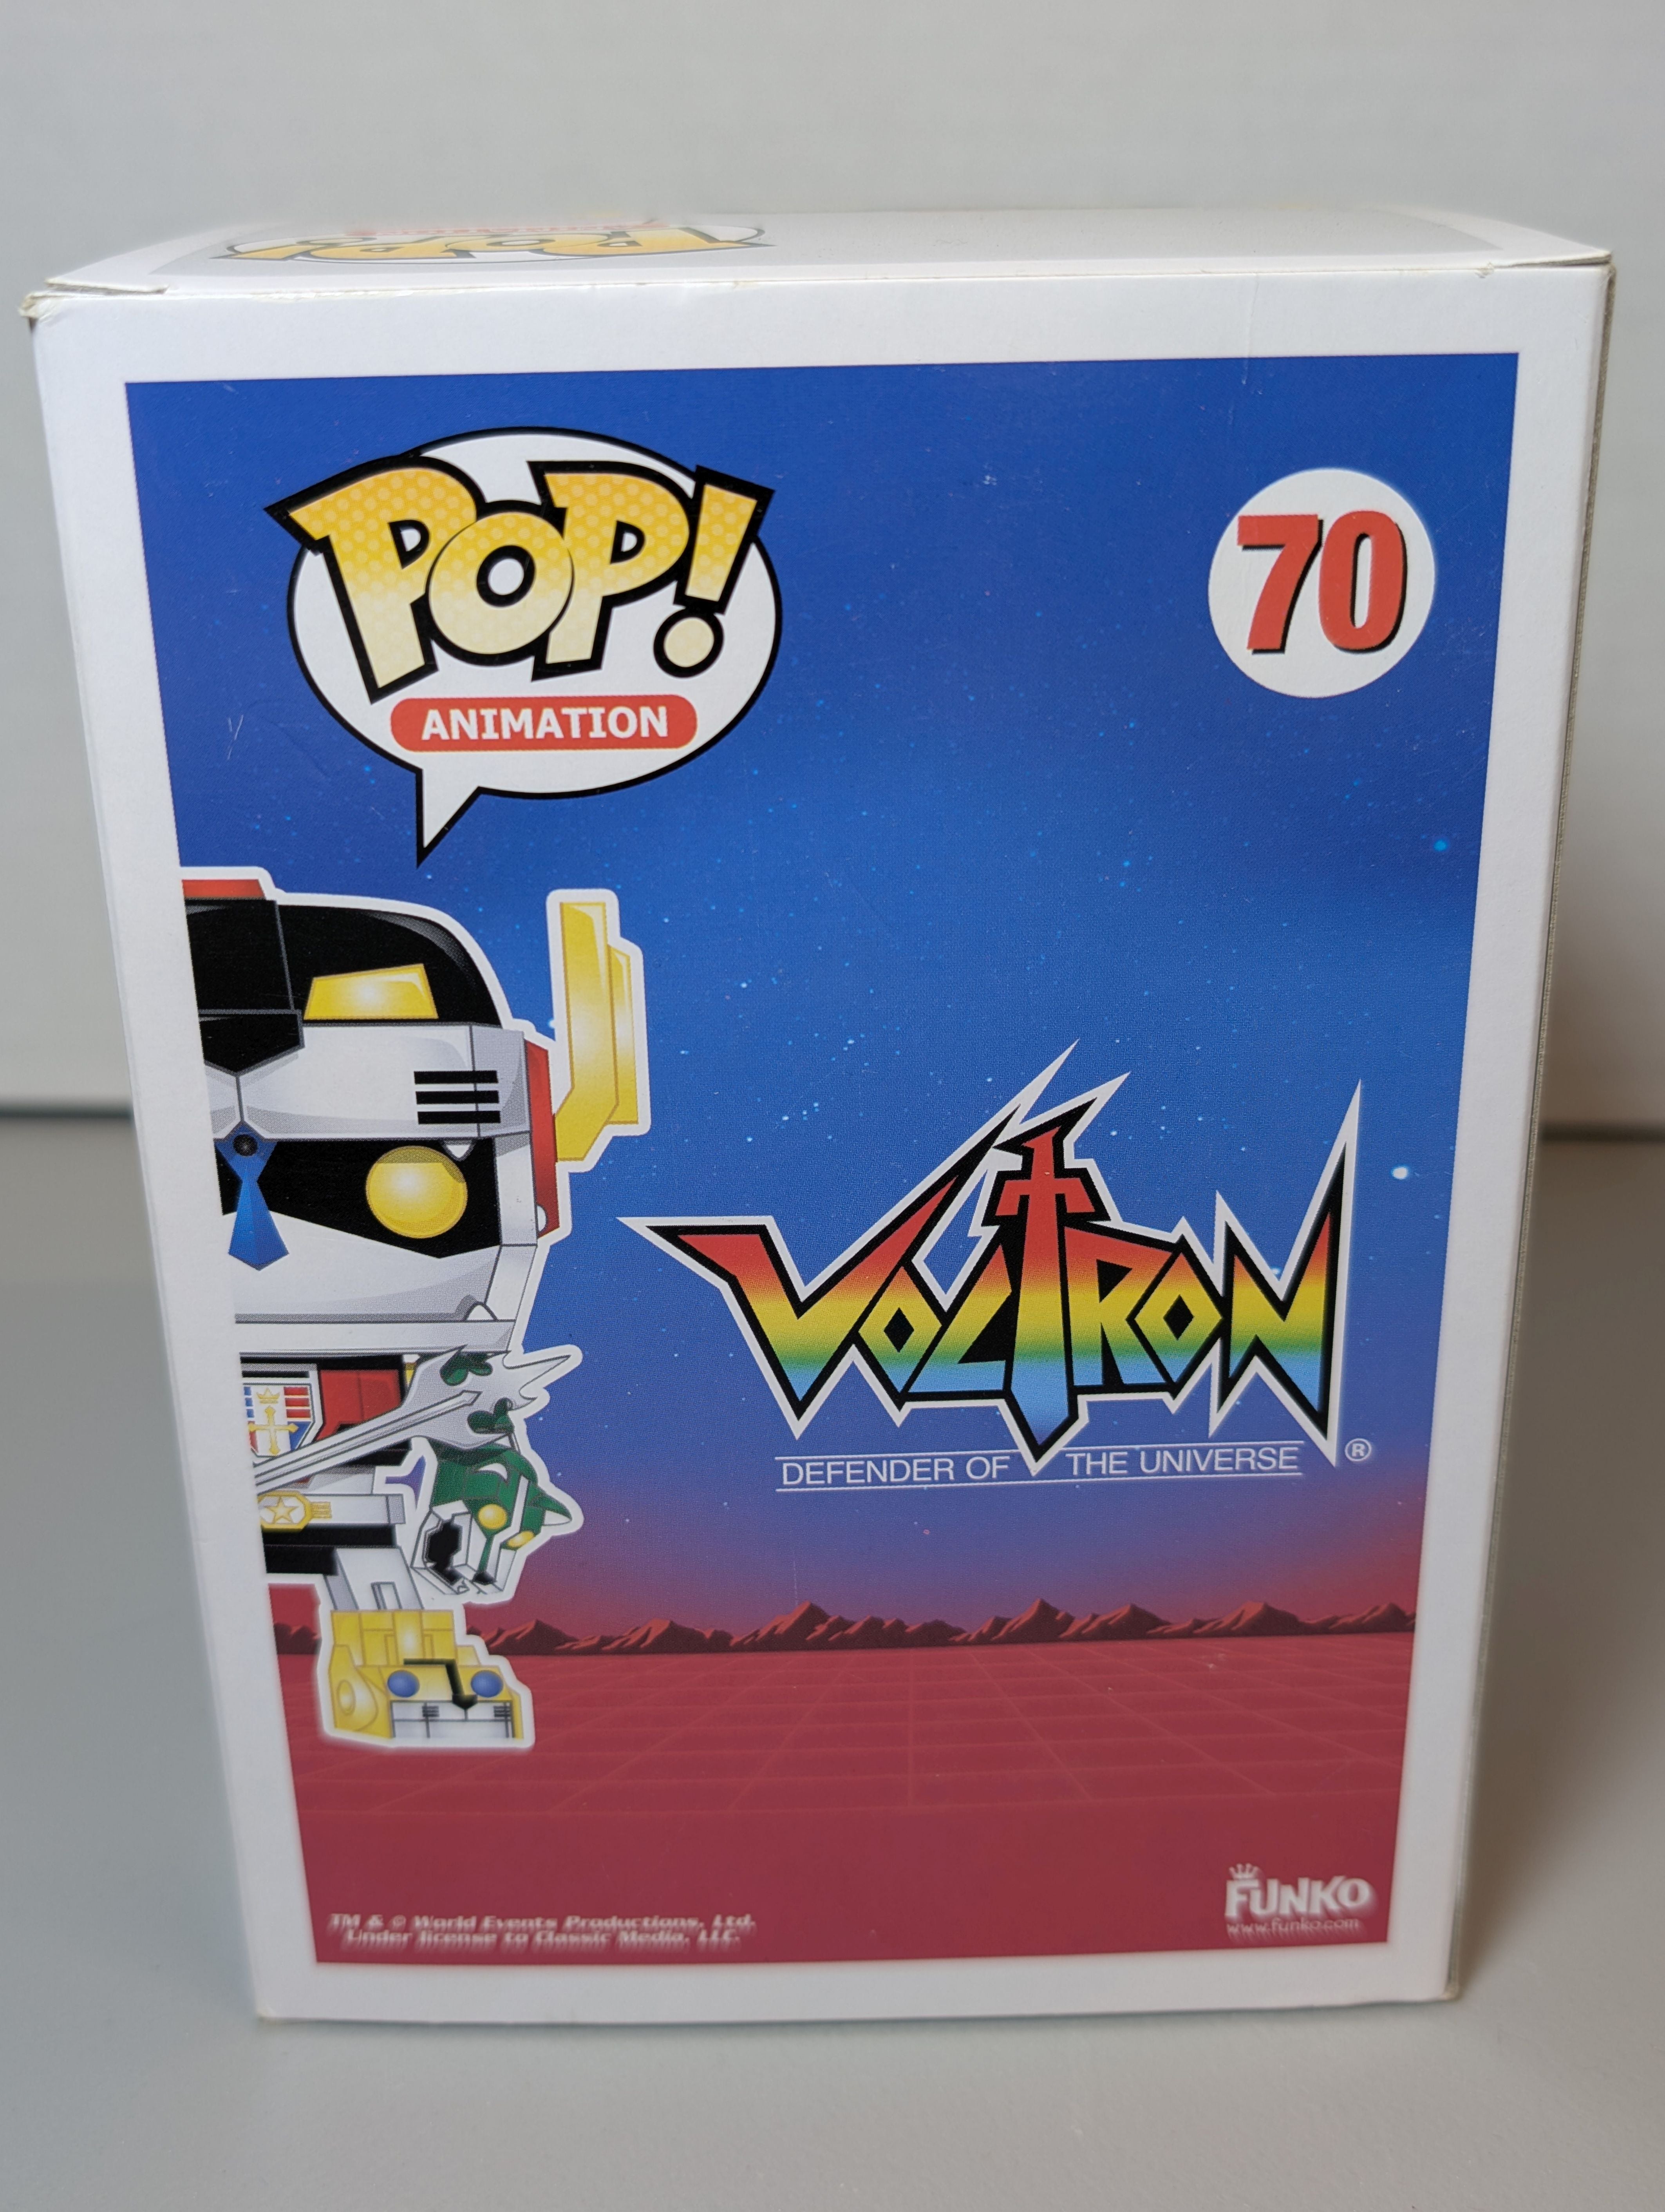 POP!
POP!
ANIMATION
70
VOLTRON
DEFENDER OF THE UNIVERSE ®
TM & © World Events Productions, Ltd.
Under license to Classic Media, LLC.
FUNKO
www.funko.com